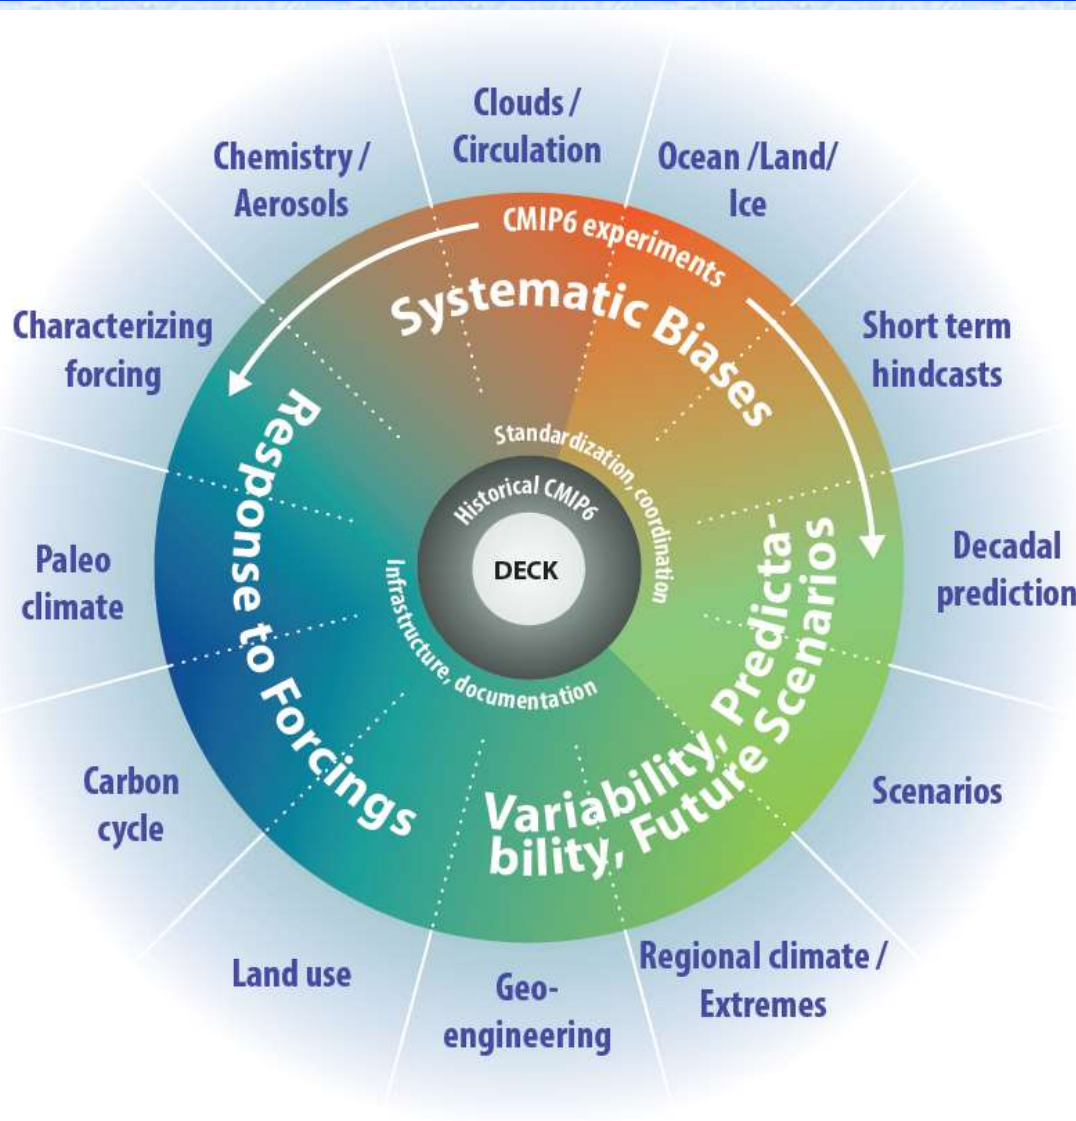 Clouds /
Circulation
Ocean /Land/
Ice
Short term
hindcasts
Decadal
prediction
Scenarios
Regional climate /
Extremes
Geo-
engineering
Land use
Carbon
cycle
Paleo
climate
Characterizing
forcing
Chemistry /
Aerosols
CMIP6 experiments
Systematic Biases
Variability, Predicta-
bility, Future Scenarios
Response to Forcings
Standardization, coordination
Infrastructure, documentation
Historical CMIP6
DECK